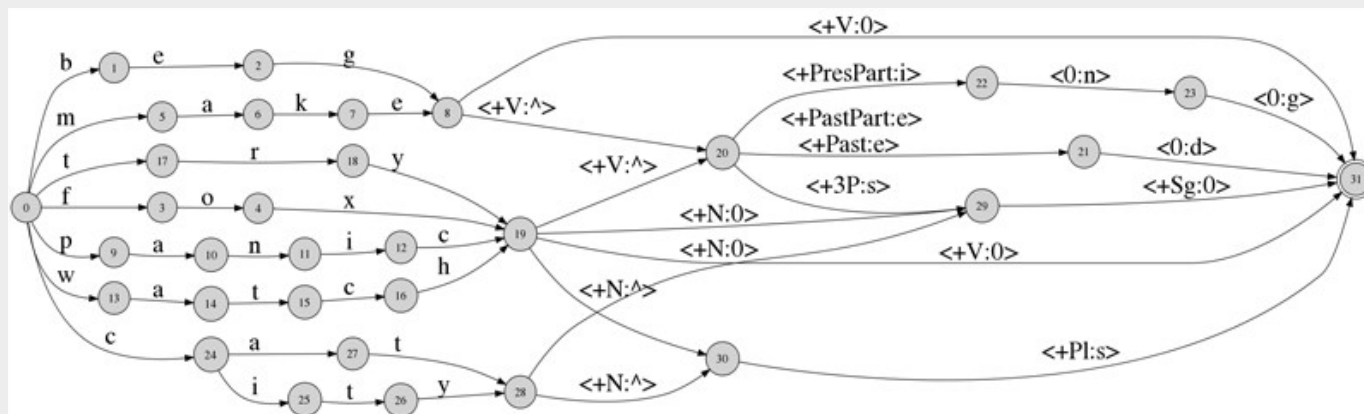 <+V:0>
b 1 e 2 g
<+PresPart:i> 22 <0:n> 23 <0:g>
m 5 a 6 k 7 e 8 <+V:^>
<+PastPart:e>
<+Past:e> 20 21 <0:d>
t 17 r 18 y <+V:^>
<+3P:s> 29 <+Sg:0> 31
0 f 3 o 4 x 19 <+N:0>
p 9 a 10 n 11 i 12 c <+N:0> <+V:0>
w 13 a 14 t 15 c 16 h <+N:^>
c 24 a 27 t 30 <+Pl:s>
i 25 t 26 y 28 <+N:^>